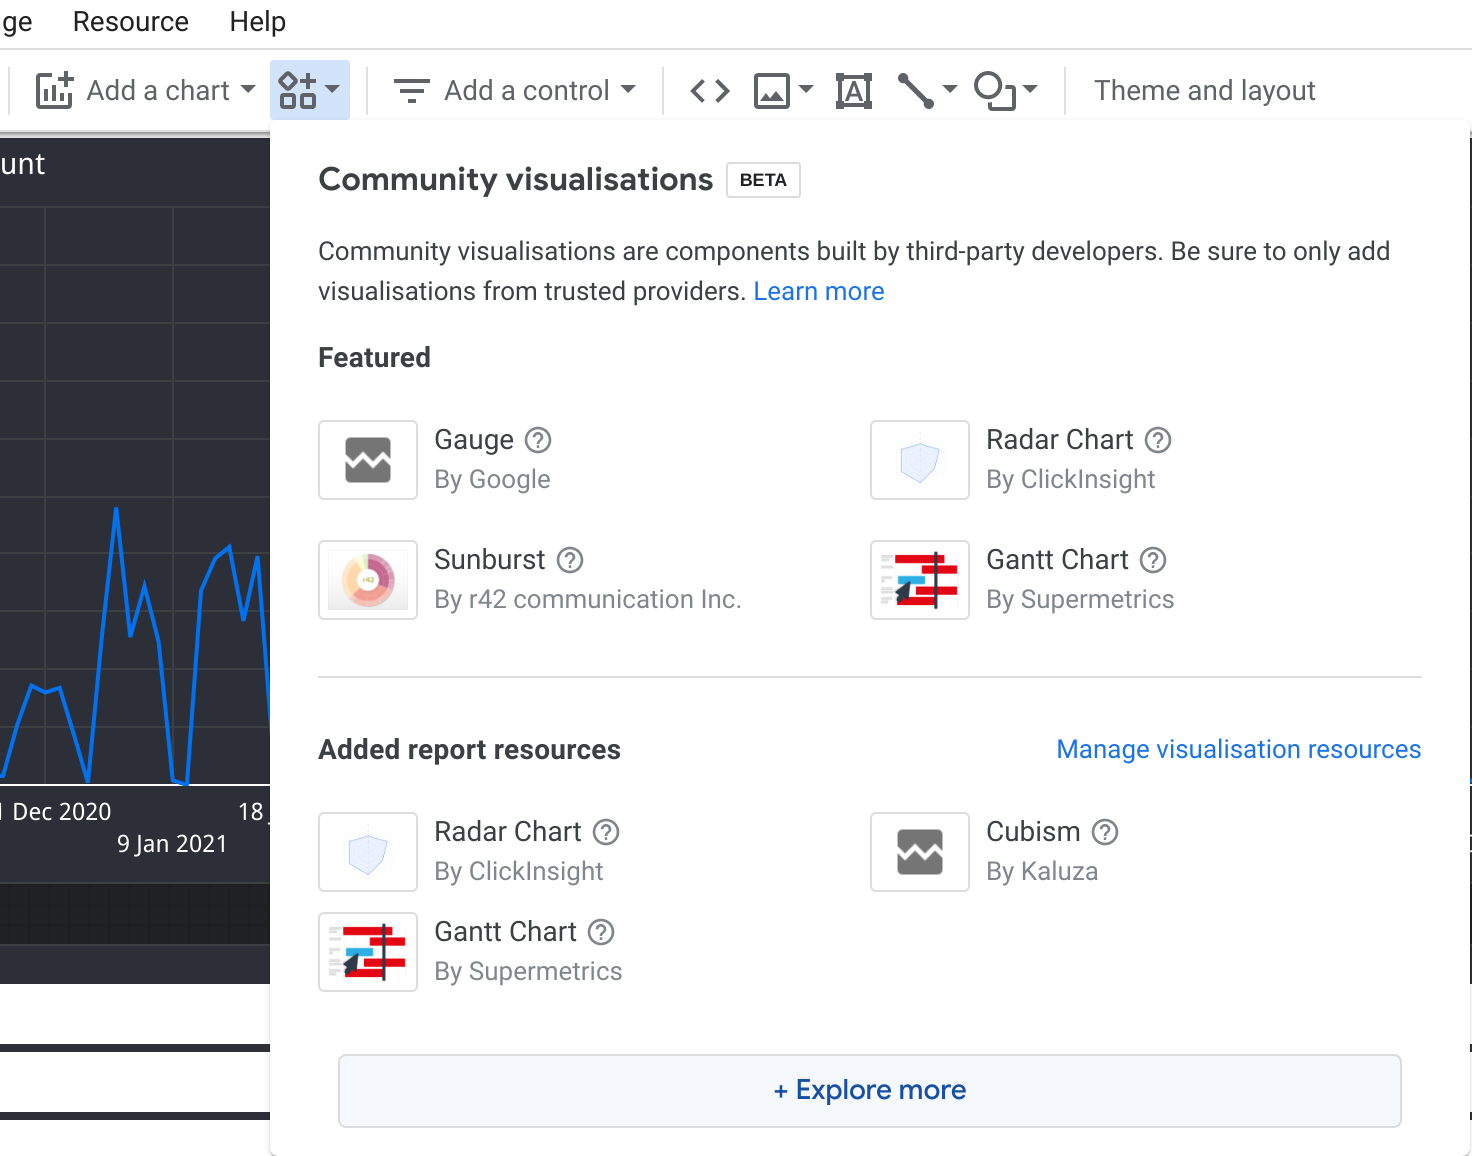 ge Resource Help
Add a chart Add a control Theme and layout
unt
Community visualisations BETA
Community visualisations are components built by third-party developers. Be sure to only add
visualisations from trusted providers. Learn more
Featured
Gauge
By Google
Radar Chart
By ClickInsight
Sunburst
By r42 communication Inc.
Gantt Chart
By Supermetrics
Added report resources Manage visualisation resources
Radar Chart
By ClickInsight
Cubism
By Kaluza
Gantt Chart
By Supermetrics
+ Explore more
1 Dec 2020 18
9 Jan 2021